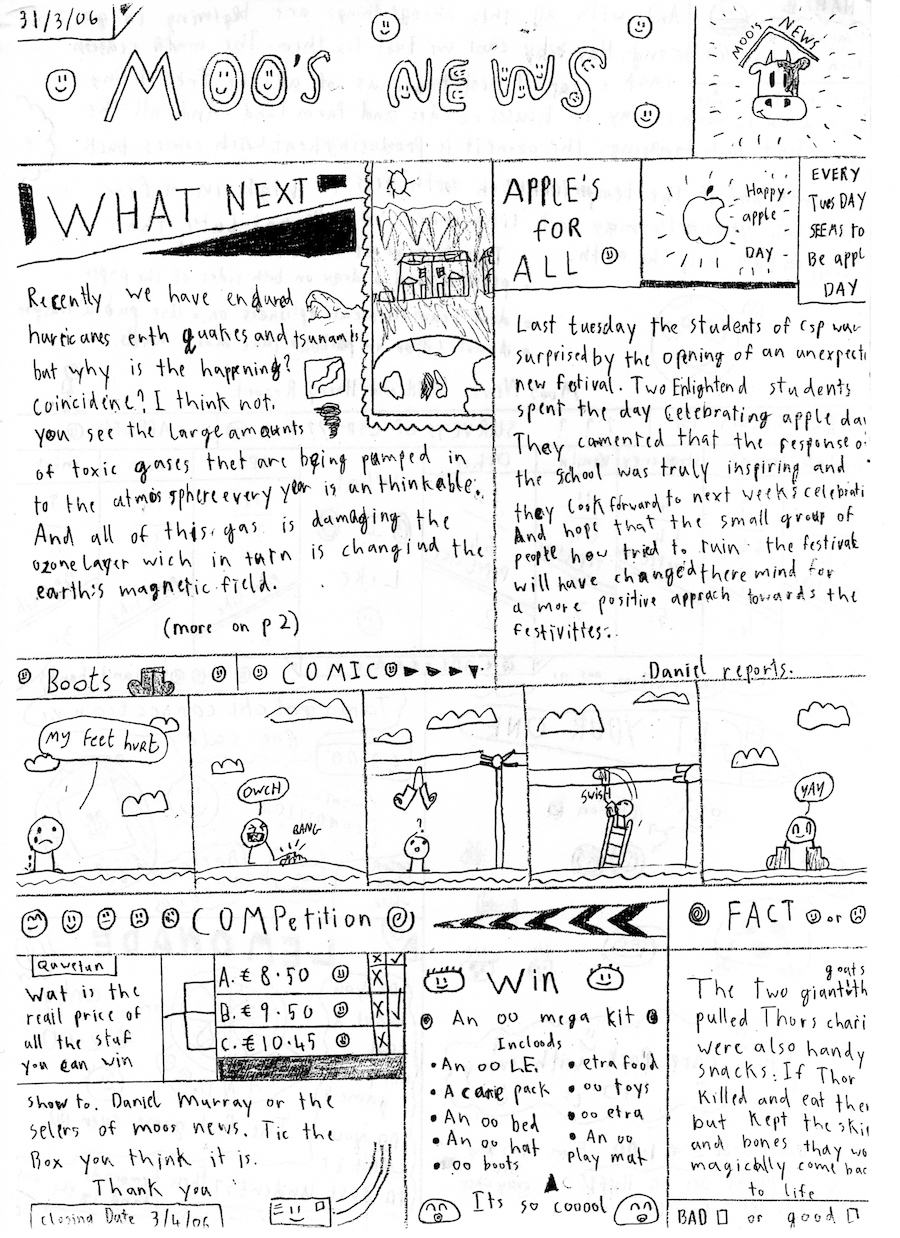 31/3/06
MOO'S NEWS
MOO'S NEWS
WHAT NEXT
Recently we have endured
hurricanes erth quakes and tsunamis
but why is the happening?
coincidene? I think not.
you see the large amounts
of toxic gases thet are being pumped in
to the atmosphere every year is an thinkable.
And all of this gas is damaging the
ozone layer wich in turn is changind the
earth's magnetic field.
(more on p2)
APPLE'S
FOR
ALL
Happy
apple
DAY
EVERY
TuesDAY
SEEMS to
Be appl
DAY
Last tuesday the students of csp was
surprised by the opening of an unexpecte
new fetival. Two Enlightend students
spent the day celebrating apple day
They comented that the response o
the school was truly inspiring and
they look forward to next weeks celebrati
And hope that the small group of
people how tried to ruin the festival
will have changed there mind for
a more positive apprach towards the
festivittes.
Daniel reports.
Boots
COMIC
My feet hurt
OWCH
BANG
?
SWISH
YAY
COMPetition
Quwetun
Wat is the
reail price of
all the stuf
you can win
X ✓
A. € 8.50 X
B. € 9.50 X ✓
C. € 10.45 X
show to. Daniel Murray or the
selers of moos news. Tic the
Box you think it is.
Thank you
closing Date 3/4/06
Win
An oo mega kit
Incloods
• An oo L.E.
• A care pack
• An oo bed
• An oo hat
• oo boots
• etra food
• oo toys
• oo etra
• An oo
play mat
Its so cooool
FACT or
goats
The two giant th
pulled Thors chari
were also handy
snacks. If Thor
killed and eat the
but kept the ski
and bones thay wo
magically come bac
to life
BAD or good